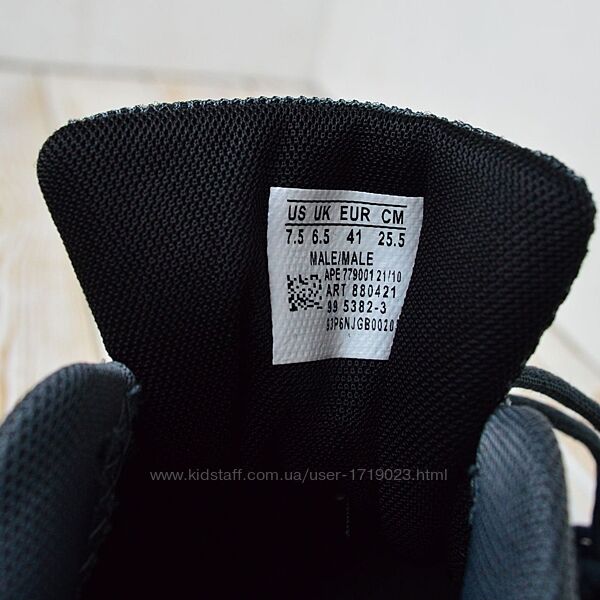 US UK EUR CM
7.5 6.5 41 25.5
MALE/MALE
APE 779001 21/10
ART 880421
99 5382-3
93P6NJGB0020
www.kidstaff.com.ua/user-1719023.html